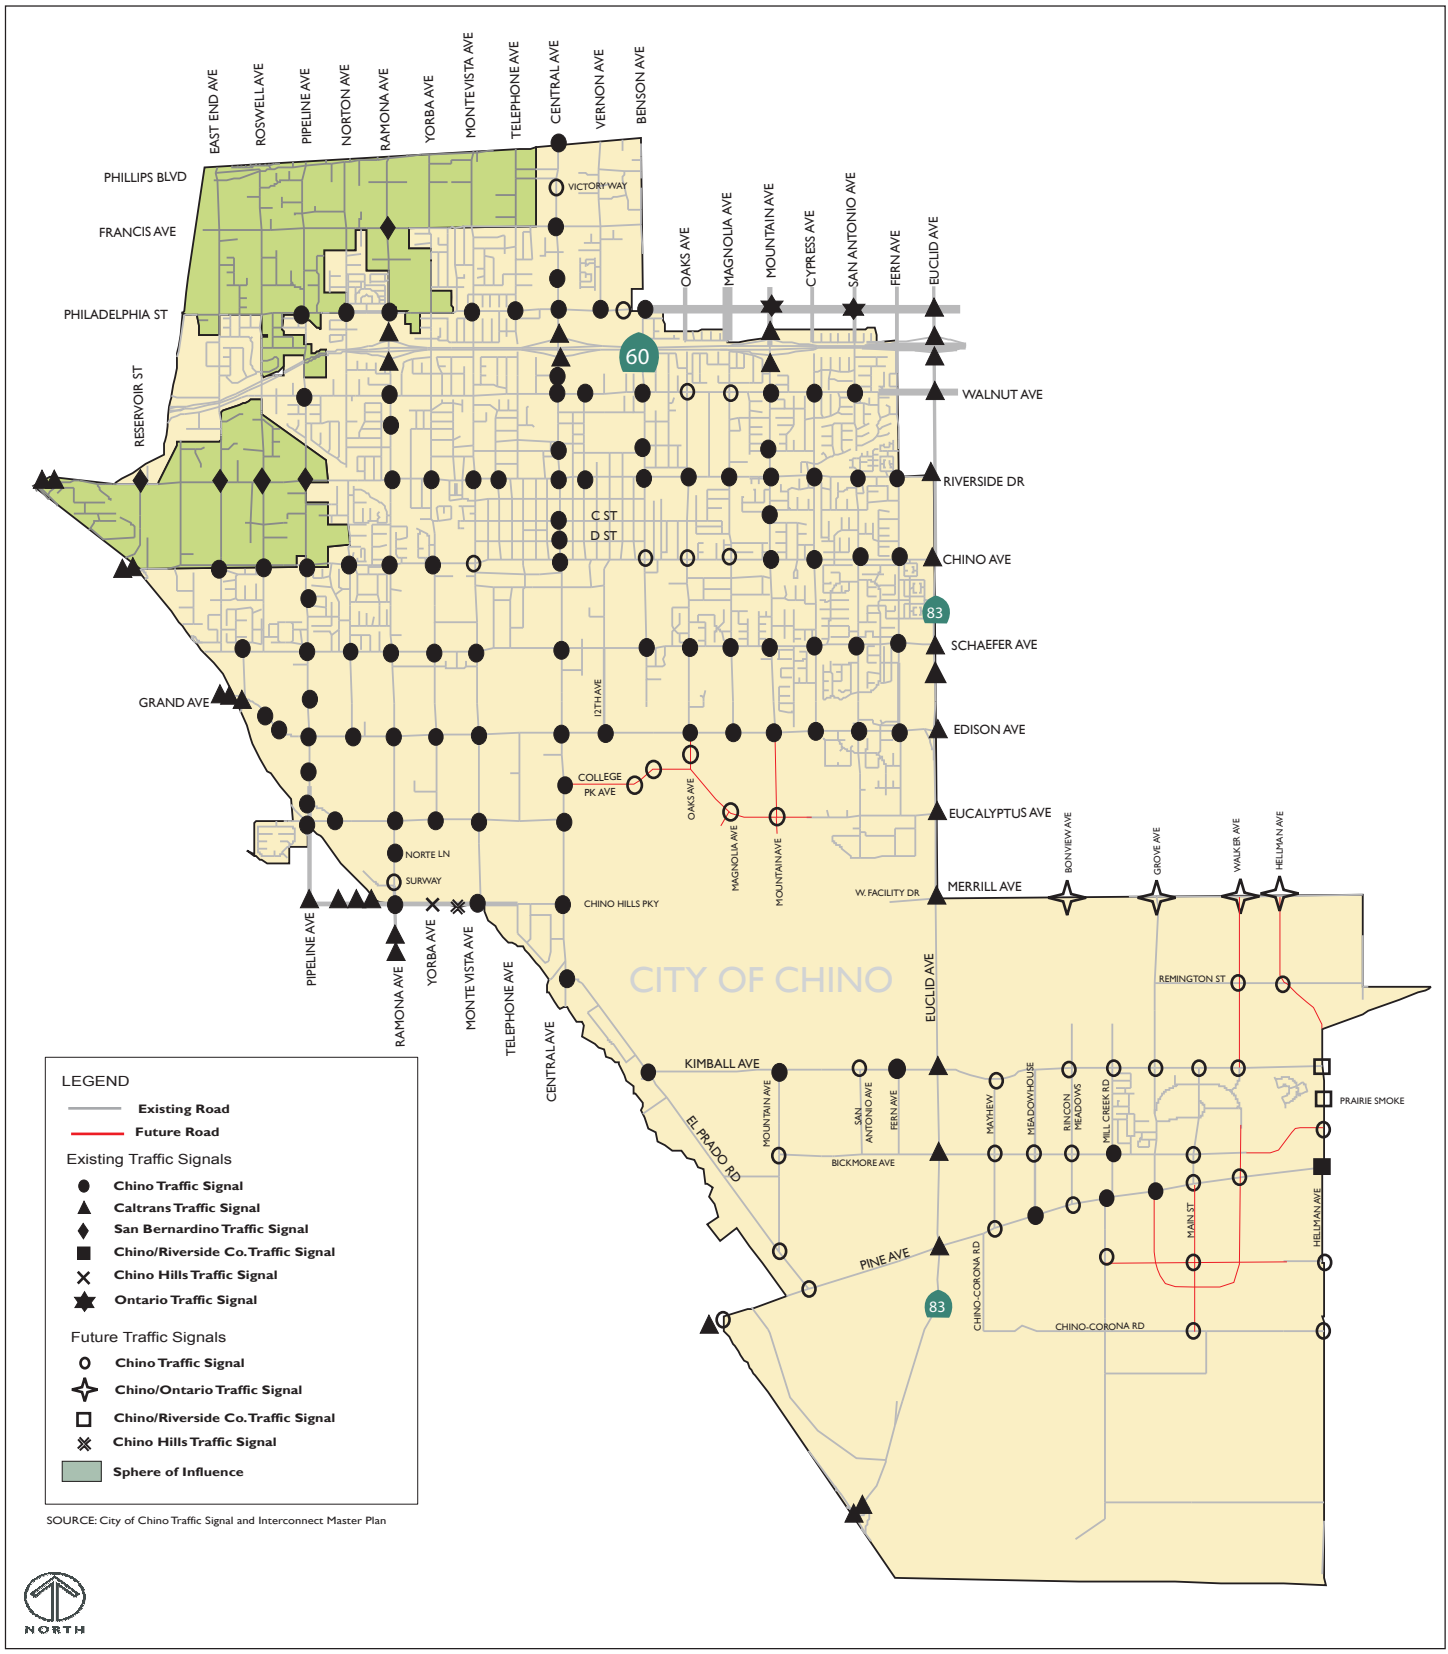 EAST END AVE
ROSWELL AVE
PIPELINE AVE
NORTON AVE
RAMONA AVE
YORBA AVE
MONTE VISTA AVE
TELEPHONE AVE
CENTRAL AVE
VERNON AVE
BENSON AVE
PHILLIPS BLVD
VICTORY WAY
FRANCIS AVE
OAKS AVE
MAGNOLIA AVE
MOUNTAIN AVE
CYPRESS AVE
SAN ANTONIO AVE
FERN AVE
EUCLID AVE
PHILADELPHIA ST
60
RESERVOIR ST
WALNUT AVE
RIVERSIDE DR
C ST
D ST
CHINO AVE
83
SCHAEFER AVE
GRAND AVE
12TH AVE
EDISON AVE
COLLEGE
PK AVE
OAKS AVE
EUCALYPTUS AVE
MAGNOLIA AVE
MOUNTAIN AVE
BONVIEW AVE
GROVE AVE
WALKER AVE
HELLMAN AVE
NORTE LN
SURWAY
W. FACILITY DR
MERRILL AVE
CHINO HILLS PKY
PIPELINE AVE
RAMONA AVE
YORBA AVE
MONTE VISTA AVE
TELEPHONE AVE
CENTRAL AVE
CITY OF CHINO
EUCLID AVE
REMINGTON ST
KIMBALL AVE
MOUNTAIN AVE
SAN
ANTONIO AVE
FERN AVE
MAYHEW
MEADOWHOUSE
RINCON
MEADOWS
MILL CREEK RD
PRAIRIE SMOKE
EL PRADO RD
BICKMORE AVE
MAIN ST
HELLMAN AVE
PINE AVE
CHINO-CORONA RD
83
CHINO-CORONA RD
LEGEND
Existing Road
Future Road
Existing Traffic Signals
Chino Traffic Signal
Caltrans Traffic Signal
San Bernardino Traffic Signal
Chino/Riverside Co. Traffic Signal
Chino Hills Traffic Signal
Ontario Traffic Signal
Future Traffic Signals
Chino Traffic Signal
Chino/Ontario Traffic Signal
Chino/Riverside Co. Traffic Signal
Chino Hills Traffic Signal
Sphere of Influence
SOURCE: City of Chino Traffic Signal and Interconnect Master Plan
NORTH